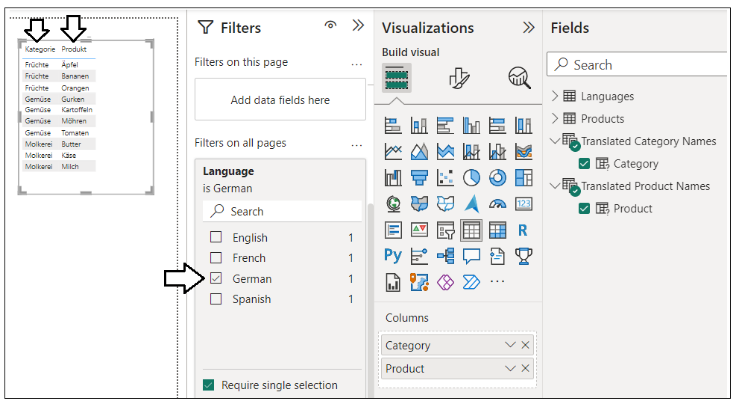 Kategorie Produkt
Früchte Äpfel
Früchte Bananen
Früchte Orangen
Gemüse Gurken
Gemüse Kartoffeln
Gemüse Möhren
Gemüse Tomaten
Molkerei Butter
Molkerei Käse
Molkerei Milch
Filters
Filters on this page ...
Add data fields here
Filters on all pages ...
Language
is German
Search
English 1
French 1
German 1
Spanish 1
Require single selection
Visualizations
Build visual
123
R
Py
...
Columns
Category
Product
Fields
Search
Languages
Products
Translated Category Names
Category
Translated Product Names
Product